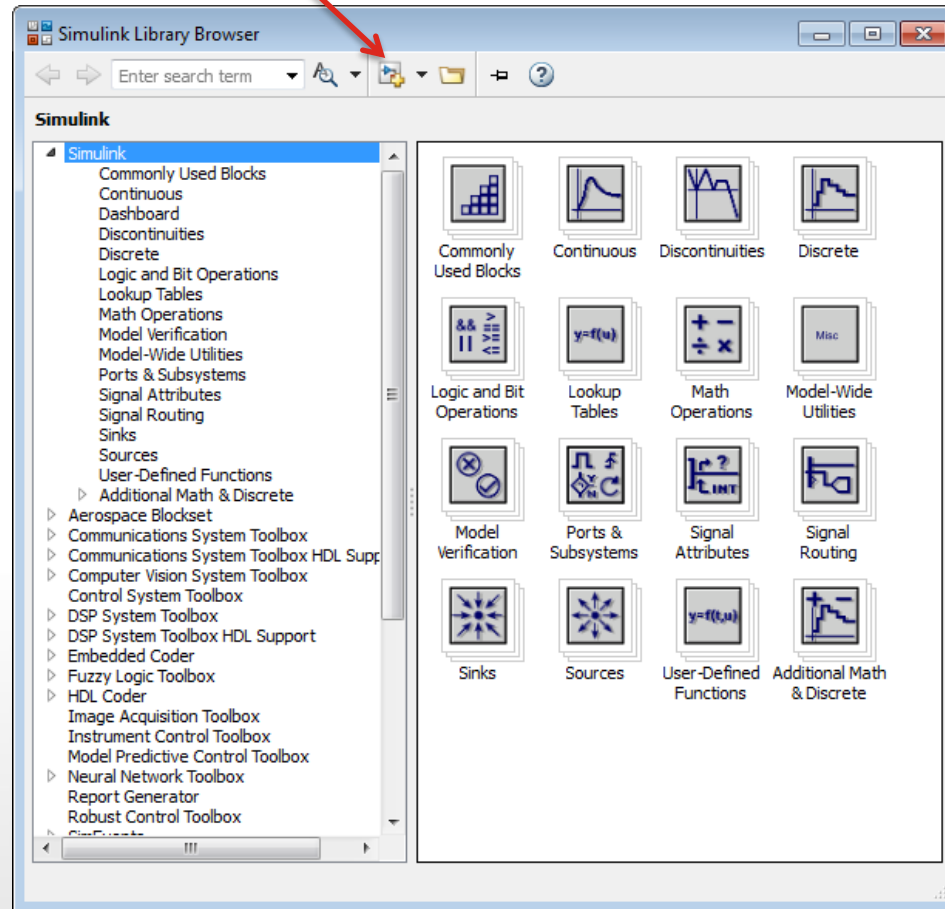 Simulink Library Browser
Enter search term
Simulink
Simulink
Commonly Used Blocks
Continuous
Dashboard
Discontinuities
Discrete
Logic and Bit Operations
Lookup Tables
Math Operations
Model Verification
Model-Wide Utilities
Ports & Subsystems
Signal Attributes
Signal Routing
Sinks
Sources
User-Defined Functions
Additional Math & Discrete
Aerospace Blockset
Communications System Toolbox
Communications System Toolbox HDL Supp
Computer Vision System Toolbox
Control System Toolbox
DSP System Toolbox
DSP System Toolbox HDL Support
Embedded Coder
Fuzzy Logic Toolbox
HDL Coder
Image Acquisition Toolbox
Instrument Control Toolbox
Model Predictive Control Toolbox
Neural Network Toolbox
Report Generator
Robust Control Toolbox
SimEvents
Commonly
Used Blocks
Continuous
Discontinuities
Discrete
&& >
|| ==
>=
<=
Logic and Bit
Operations
y=f(u)
Lookup
Tables
+ −
÷ ×
Math
Operations
Misc
Model-Wide
Utilities
Model
Verification
Y
N
Ports &
Subsystems
?
INT
Signal
Attributes
Signal
Routing
Sinks
Sources
y=f(t,u)
User-Defined
Functions
+ −
Additional Math
& Discrete